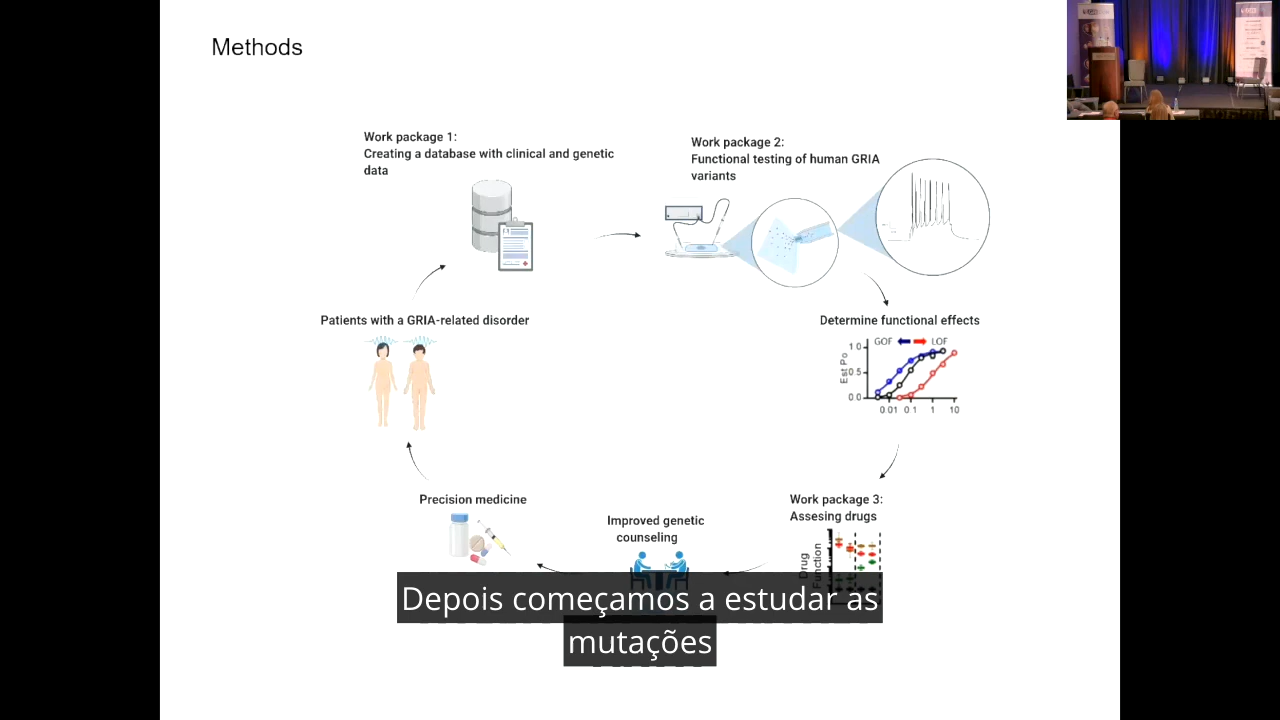 Methods
Work package 1:
Creating a database with clinical and genetic
data
Work package 2:
Functional testing of human GRIA
variants
Patients with a GRIA-related disorder
Determine functional effects
GOF
LOF
Est Po
1 0
0.5
0.0
0 01 0 1 1 10
Precision medicine
Improved genetic
counseling
Work package 3:
Assesing drugs
Drug
Function
Depois começamos a estudar as
mutações